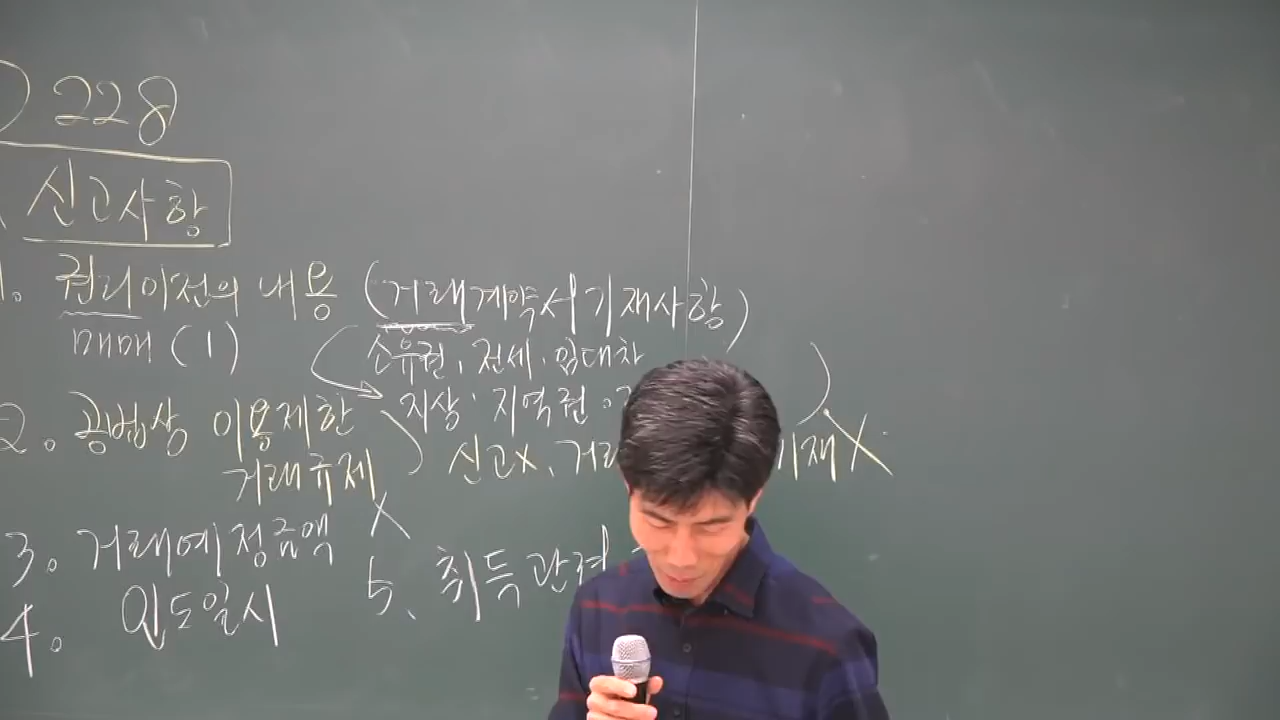 228
신고사항
1. 권리이전의 내용 (거래계약서기재사항)
매매 (1) 소유권, 전세, 임대차
지상·지역권
2. 공법상 이용제한
거래규제 X 신고X, 기재X
3. 거래예정금액
4. 인도일시
5. 취득관련